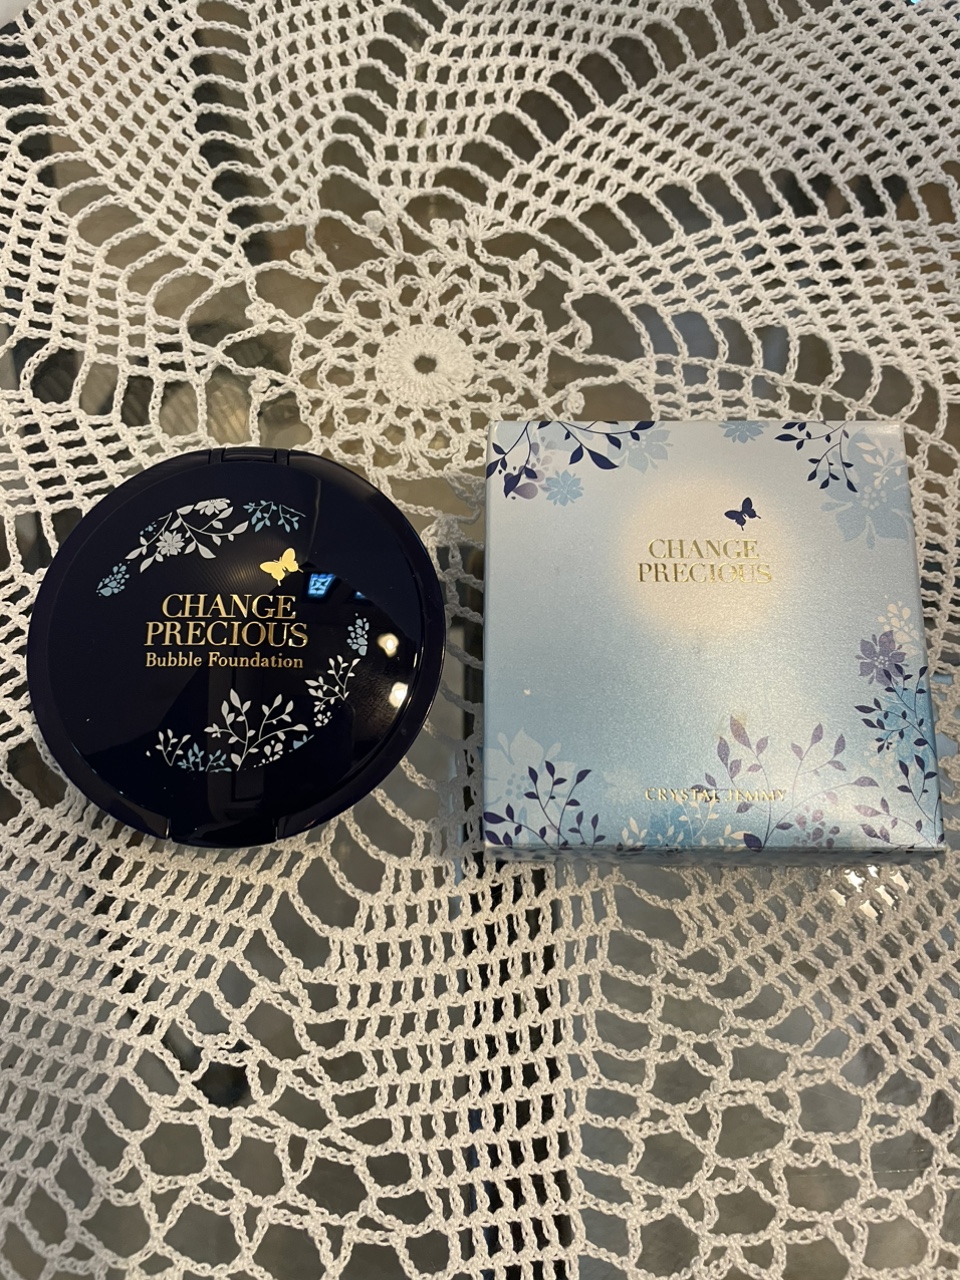 CHANGE
PRECIOUS
Bubble Foundation
CHANGE
PRECIOUS
CRYSTAL JEMMY